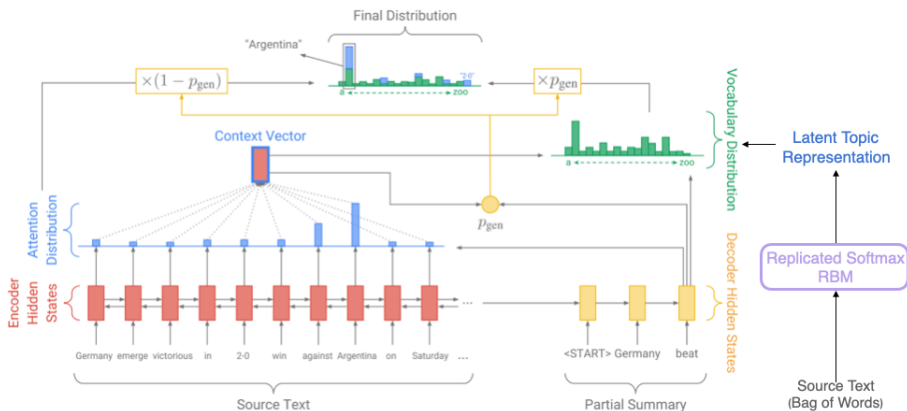 Final Distribution
"Argentina"
"2-0"
×(1 − pgen)
×pgen
a
zoo
Context Vector
Vocabulary Distribution
a
zoo
Latent Topic
Representation
Attention
Distribution
pgen
Encoder
Hidden
States
Decoder Hidden States
Replicated Softmax
RBM
...
Germany emerge victorious in 2-0 win against Argentina on Saturday ...
<START> Germany beat
Source Text
Partial Summary
Source Text
(Bag of Words)